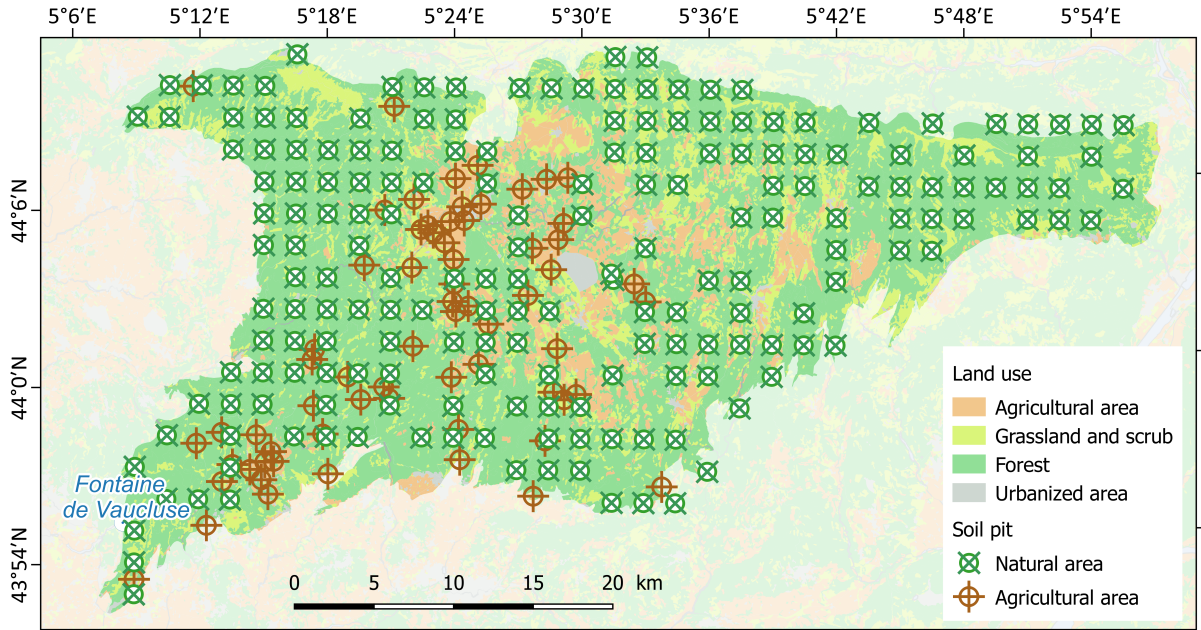 5°6'E 5°12'E 5°18'E 5°24'E 5°30'E 5°36'E 5°42'E 5°48'E 5°54'E
44°6'N
44°0'N
43°54'N
Fontaine
de Vaucluse
0 5 10 15 20 km
Land use
Agricultural area
Grassland and scrub
Forest
Urbanized area
Soil pit
Natural area
Agricultural area